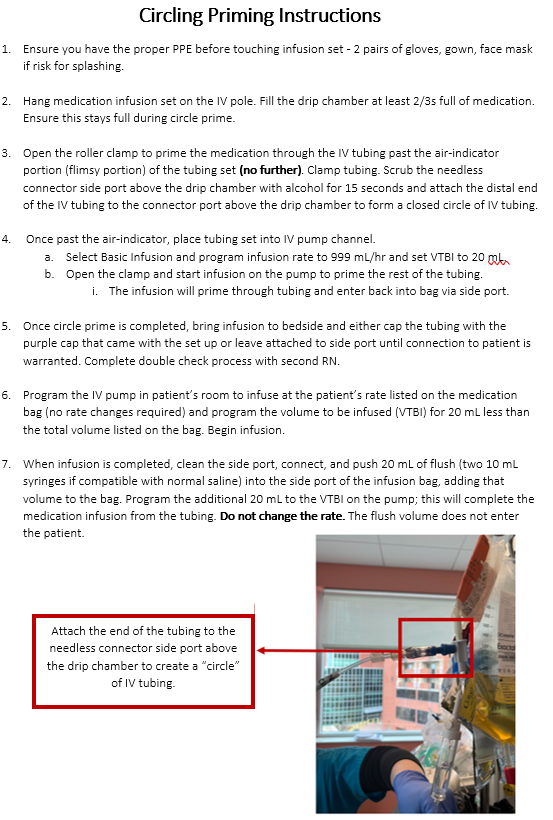 Circling Priming Instructions
1. Ensure you have the proper PPE before touching infusion set - 2 pairs of gloves, gown, face mask
if risk for splashing.
2. Hang medication infusion set on the IV pole. Fill the drip chamber at least 2/3s full of medication.
Ensure this stays full during circle prime.
3. Open the roller clamp to prime the medication through the IV tubing past the air-indicator
portion (flimsy portion) of the tubing set (no further). Clamp tubing. Scrub the needless
connector side port above the drip chamber with alcohol for 15 seconds and attach the distal end
of the IV tubing to the connector port above the drip chamber to form a closed circle of IV tubing.
4. Once past the air-indicator, place tubing set into IV pump channel.
a. Select Basic Infusion and program infusion rate to 999 mL/hr and set VTBI to 20 mL.
b. Open the clamp and start infusion on the pump to prime the rest of the tubing.
i. The infusion will prime through tubing and enter back into bag via side port.
5. Once circle prime is completed, bring infusion to bedside and either cap the tubing with the
purple cap that came with the set up or leave attached to side port until connection to patient is
warranted. Complete double check process with second RN.
6. Program the IV pump in patient's room to infuse at the patient's rate listed on the medication
bag (no rate changes required) and program the volume to be infused (VTBI) for 20 mL less than
the total volume listed on the bag. Begin infusion.
7. When infusion is completed, clean the side port, connect, and push 20 mL of flush (two 10 mL
syringes if compatible with normal saline) into the side port of the infusion bag, adding that
volume to the bag. Program the additional 20 mL to the VTBI on the pump; this will complete the
medication infusion from the tubing. Do not change the rate. The flush volume does not enter
the patient.
Attach the end of the tubing to the
needless connector side port above
the drip chamber to create a "circle"
of IV tubing.